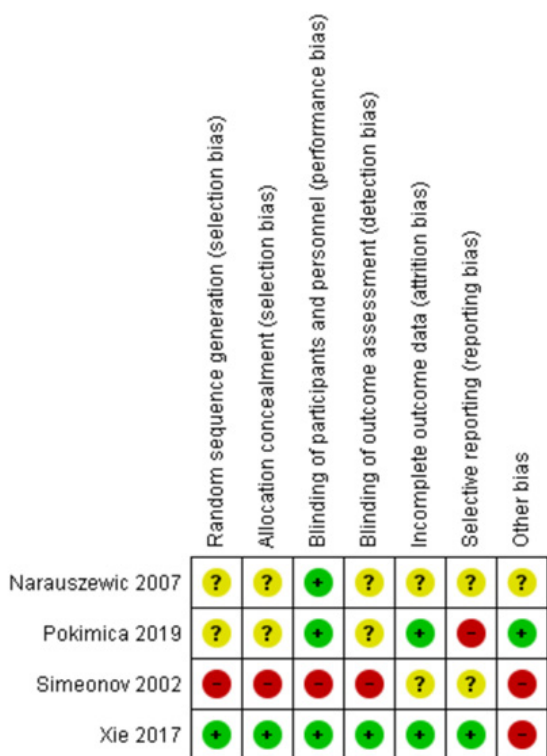 Random sequence generation (selection bias)
Allocation concealment (selection bias)
Blinding of participants and personnel (performance bias)
Blinding of outcome assessment (detection bias)
Incomplete outcome data (attrition bias)
Selective reporting (reporting bias)
Other bias
Narauszewic 2007 ? ? + ? ? ? ?
Pokimica 2019 ? ? + ? + - +
Simeonov 2002 - - - - ? ? -
Xie 2017 + + + + + + -